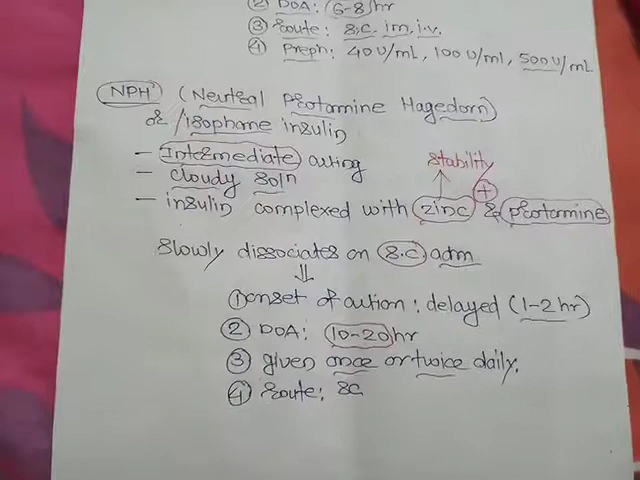 ② DOA: (6-8) hr
③ Route: S.C. im. i.v.
④ Prepn: 40 U/mL, 100 U/ml, 500 U/mL
NPH (Neutral Protamine Hagedorn)
or /isophane insulin
- Intermediate acting
stability
- cloudy soln
+
- insulin complexed with zinc & protamine
slowly dissociates on S.C adm
⇓
① onset of action: delayed (1-2 hr)
② DOA: 10-20 hr
③ given once or twice daily.
④ Route: SC